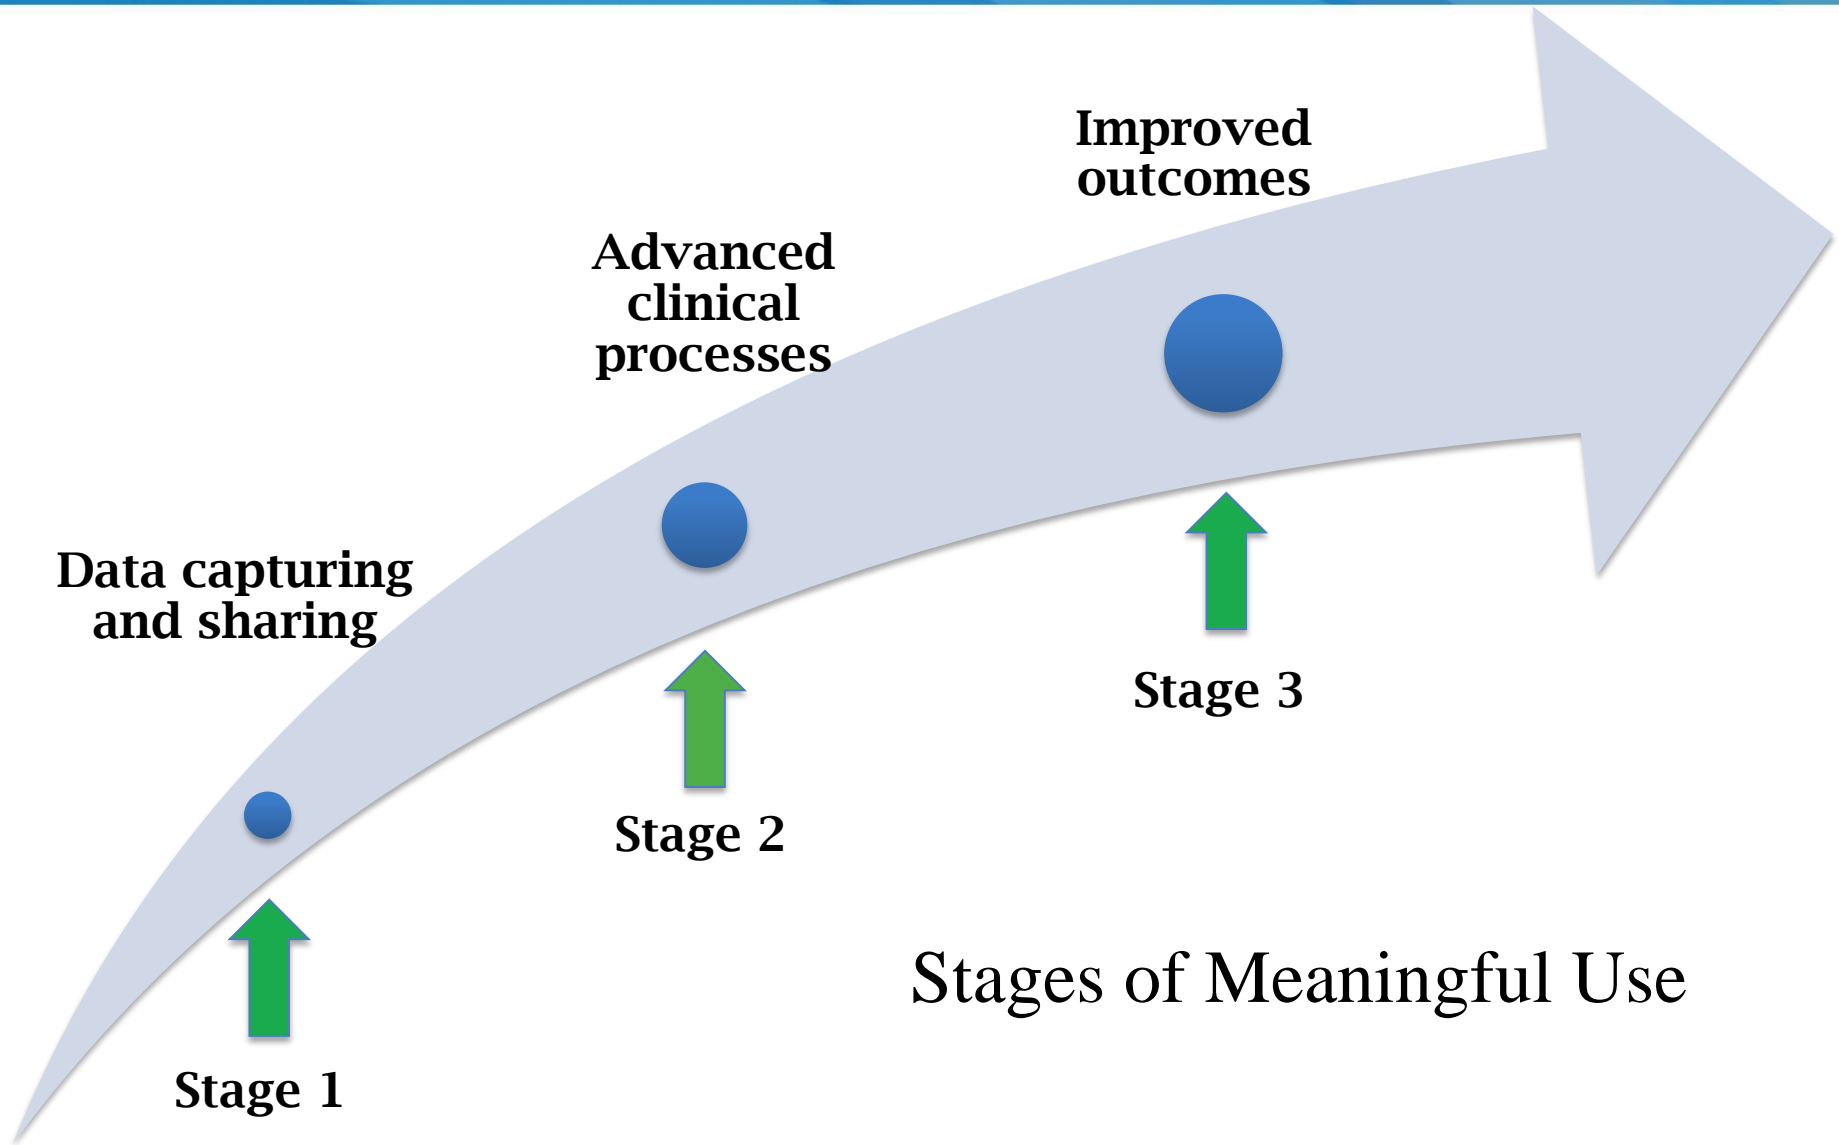 Improved
outcomes
Advanced
clinical
processes
Data capturing
and sharing
Stage 3
Stage 2
Stages of Meaningful Use
Stage 1